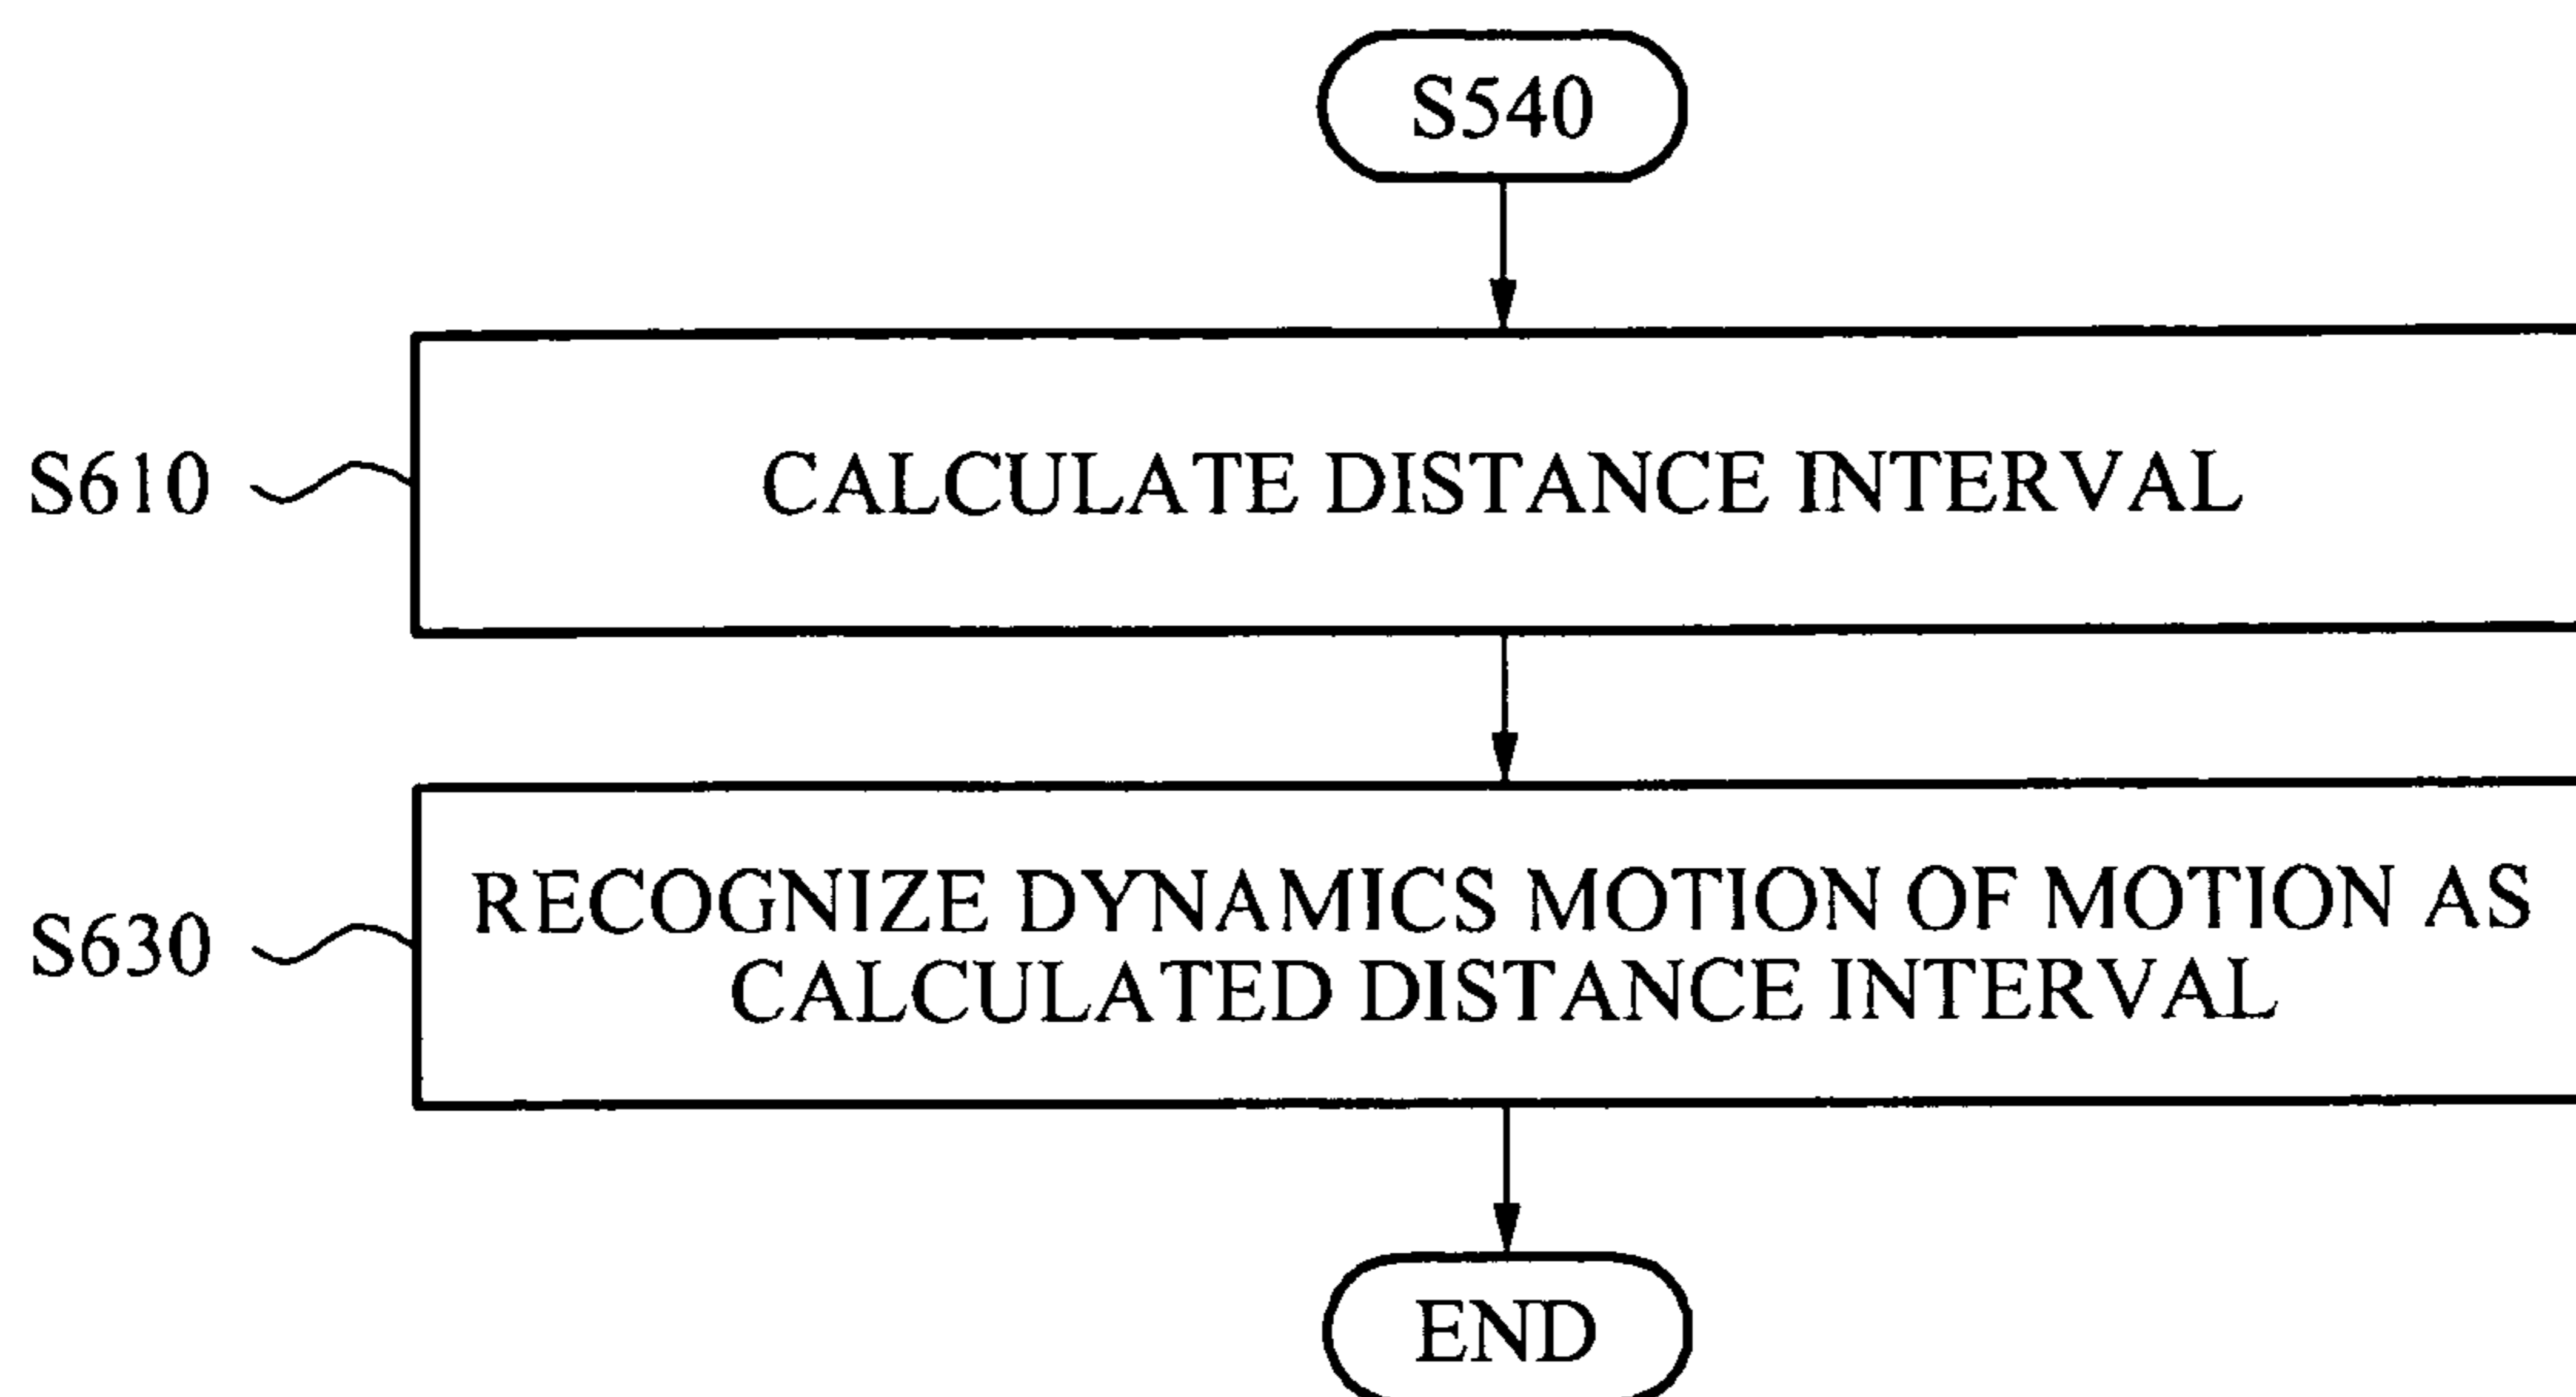 S540
S610
CALCULATE DISTANCE INTERVAL
S630
RECOGNIZE DYNAMICS MOTION OF MOTION AS
CALCULATED DISTANCE INTERVAL
END